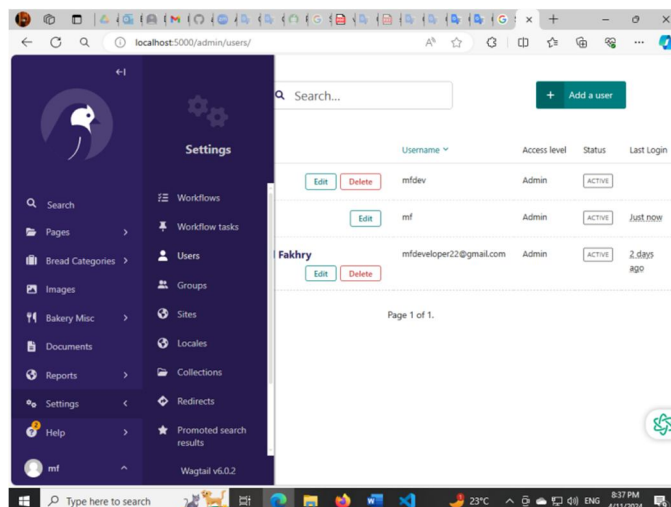 localhost:5000/admin/users/
Search...
+ Add a user
Settings
Username
Access level
Status
Last Login
Edit
Delete
mfdev
Admin
ACTIVE
Edit
mf
Admin
ACTIVE
Just now
Fakhry
Edit
Delete
mfdeveloper22@gmail.com
Admin
ACTIVE
2 days
ago
Page 1 of 1.
Search
Pages
Bread Categories
Images
Bakery Misc
Documents
Reports
Settings
Help
2
mf
Workflows
Workflow tasks
Users
Groups
Sites
Locales
Collections
Redirects
Promoted search
results
Wagtail v6.0.2
Type here to search
23°C
ENG
8:37 PM
4/11/2024